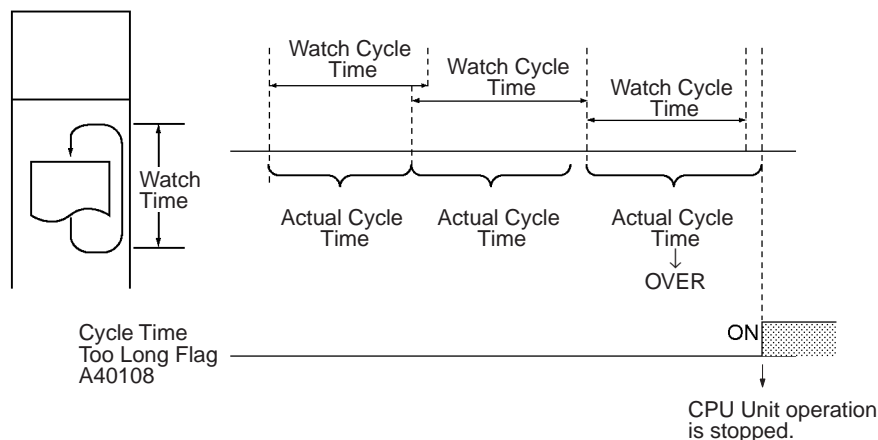 Watch Cycle
Time
Watch Cycle
Time
Watch Cycle
Time
Watch
Time
Actual Cycle
Time
Actual Cycle
Time
Actual Cycle
Time
OVER
Cycle Time
Too Long Flag
A40108
ON
CPU Unit operation
is stopped.